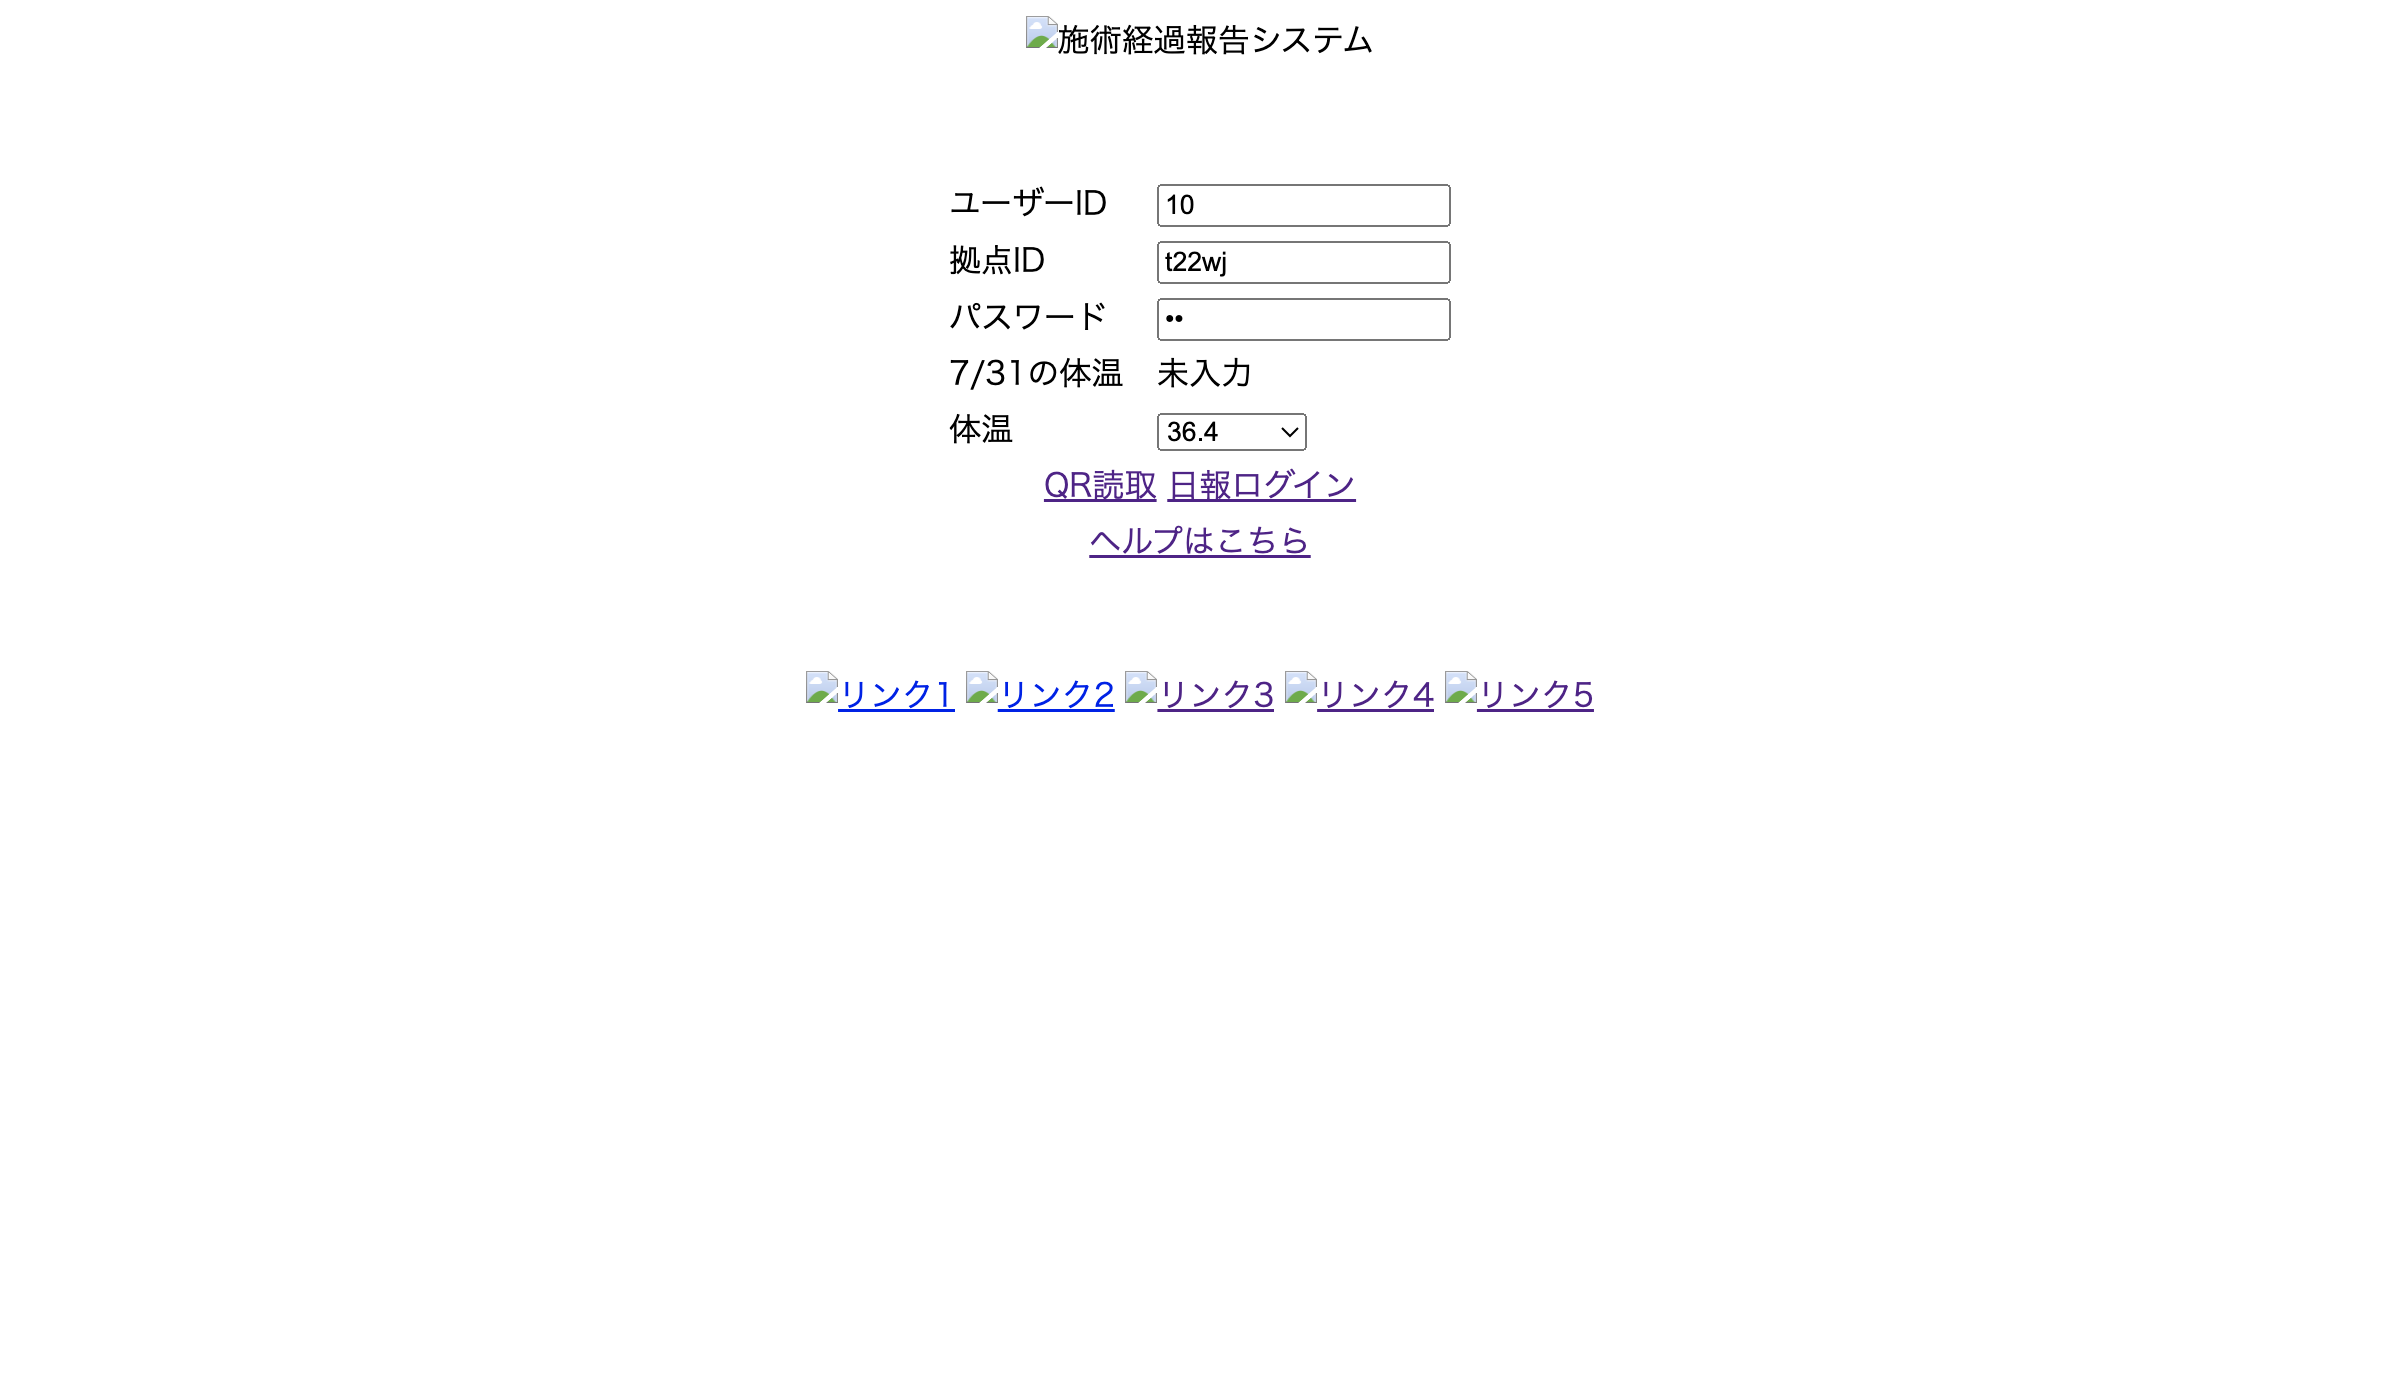 施術経過報告システム
ユーザーID 10
拠点ID t22wj
パスワード ••
7/31の体温 未入力
体温 36.4
QR読取 日報ログイン
ヘルプはこちら
リンク1 リンク2 リンク3 リンク4 リンク5